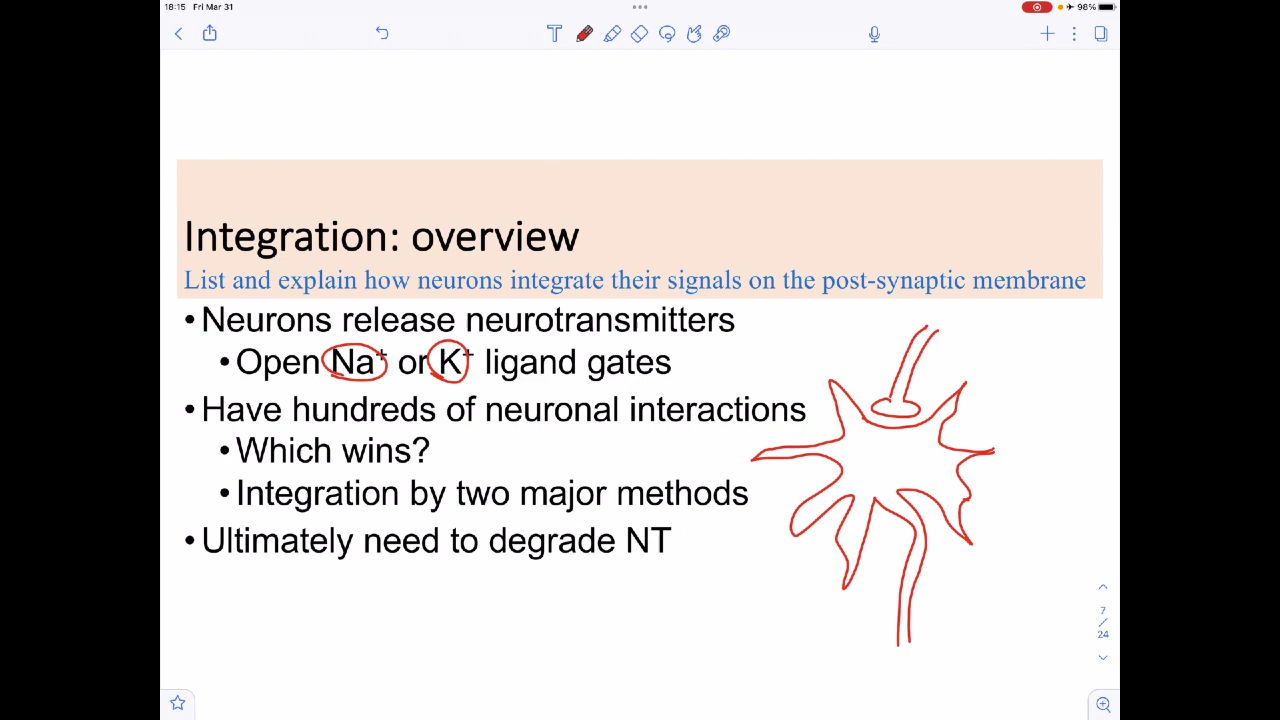 18:15 Fri Mar 31
98%
T
Integration: overview
List and explain how neurons integrate their signals on the post-synaptic membrane
• Neurons release neurotransmitters
• Open Na⁺ or K⁺ ligand gates
• Have hundreds of neuronal interactions
• Which wins?
• Integration by two major methods
• Ultimately need to degrade NT
7
/
24